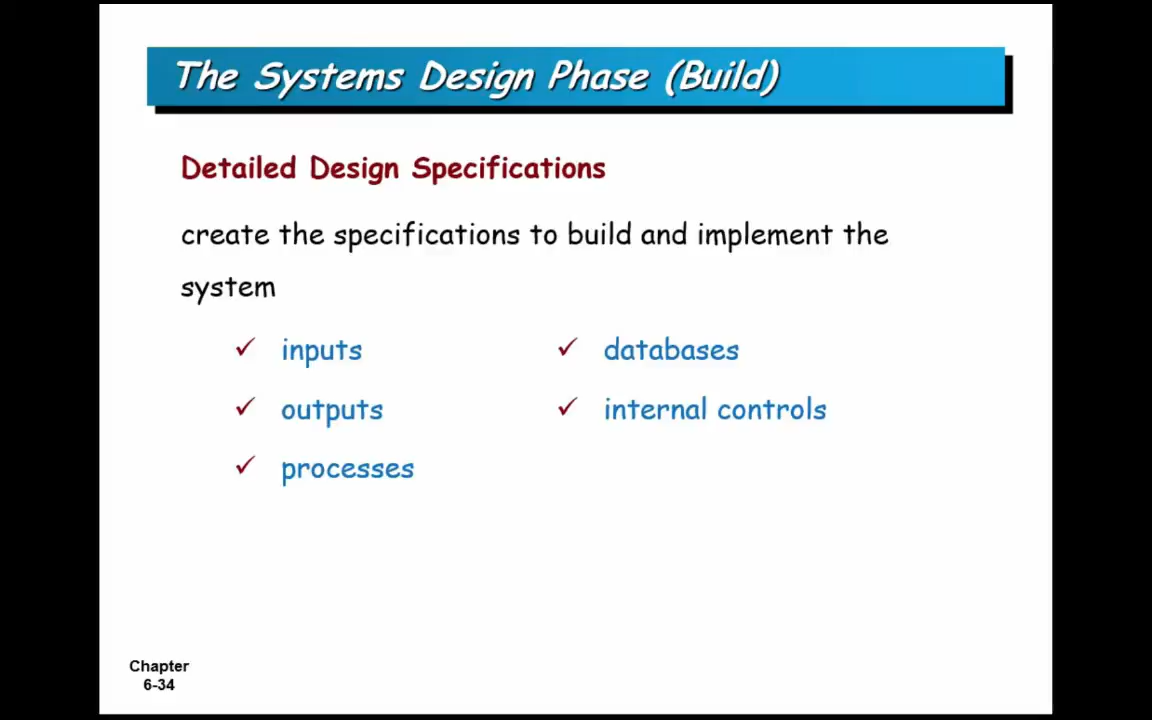 The Systems Design Phase (Build)
Detailed Design Specifications
create the specifications to build and implement the
system
✓ inputs
✓ outputs
✓ processes
✓ databases
✓ internal controls
Chapter
6-34